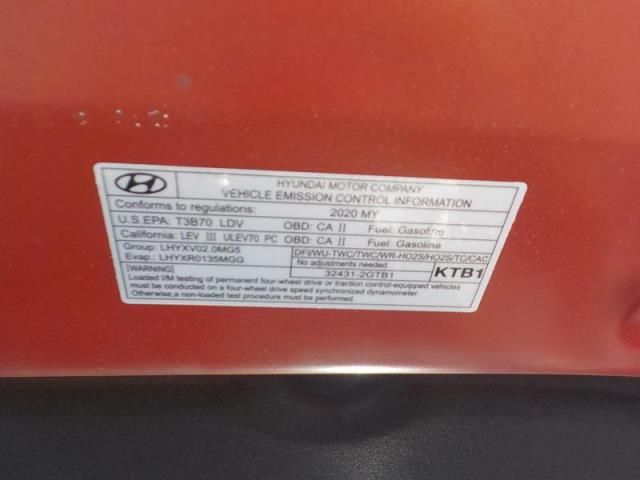 HYUNDAI MOTOR COMPANY
VEHICLE EMISSION CONTROL INFORMATION
Conforms to regulations: 2020 MY
U.S.EPA: T3B70 LDV OBD: CA II Fuel: Gasoline
California: LEV III ULEV70 PC OBD: CA II Fuel: Gasoline
Group: LHYXV02.0MG5 DFI/WU-TWC/TWC/WR-HO2S/HO2S/TC/CAC
Evap.: LHYXR0135MGG 32431-2GTB1 KTB1
[WARNING]
Loaded I/M testing of permanent four-wheel drive or traction control-equipped vehicles
must be conducted on a four-wheel drive speed synchronized dynamometer.
Otherwise,a non-loaded test procedure must be performed.